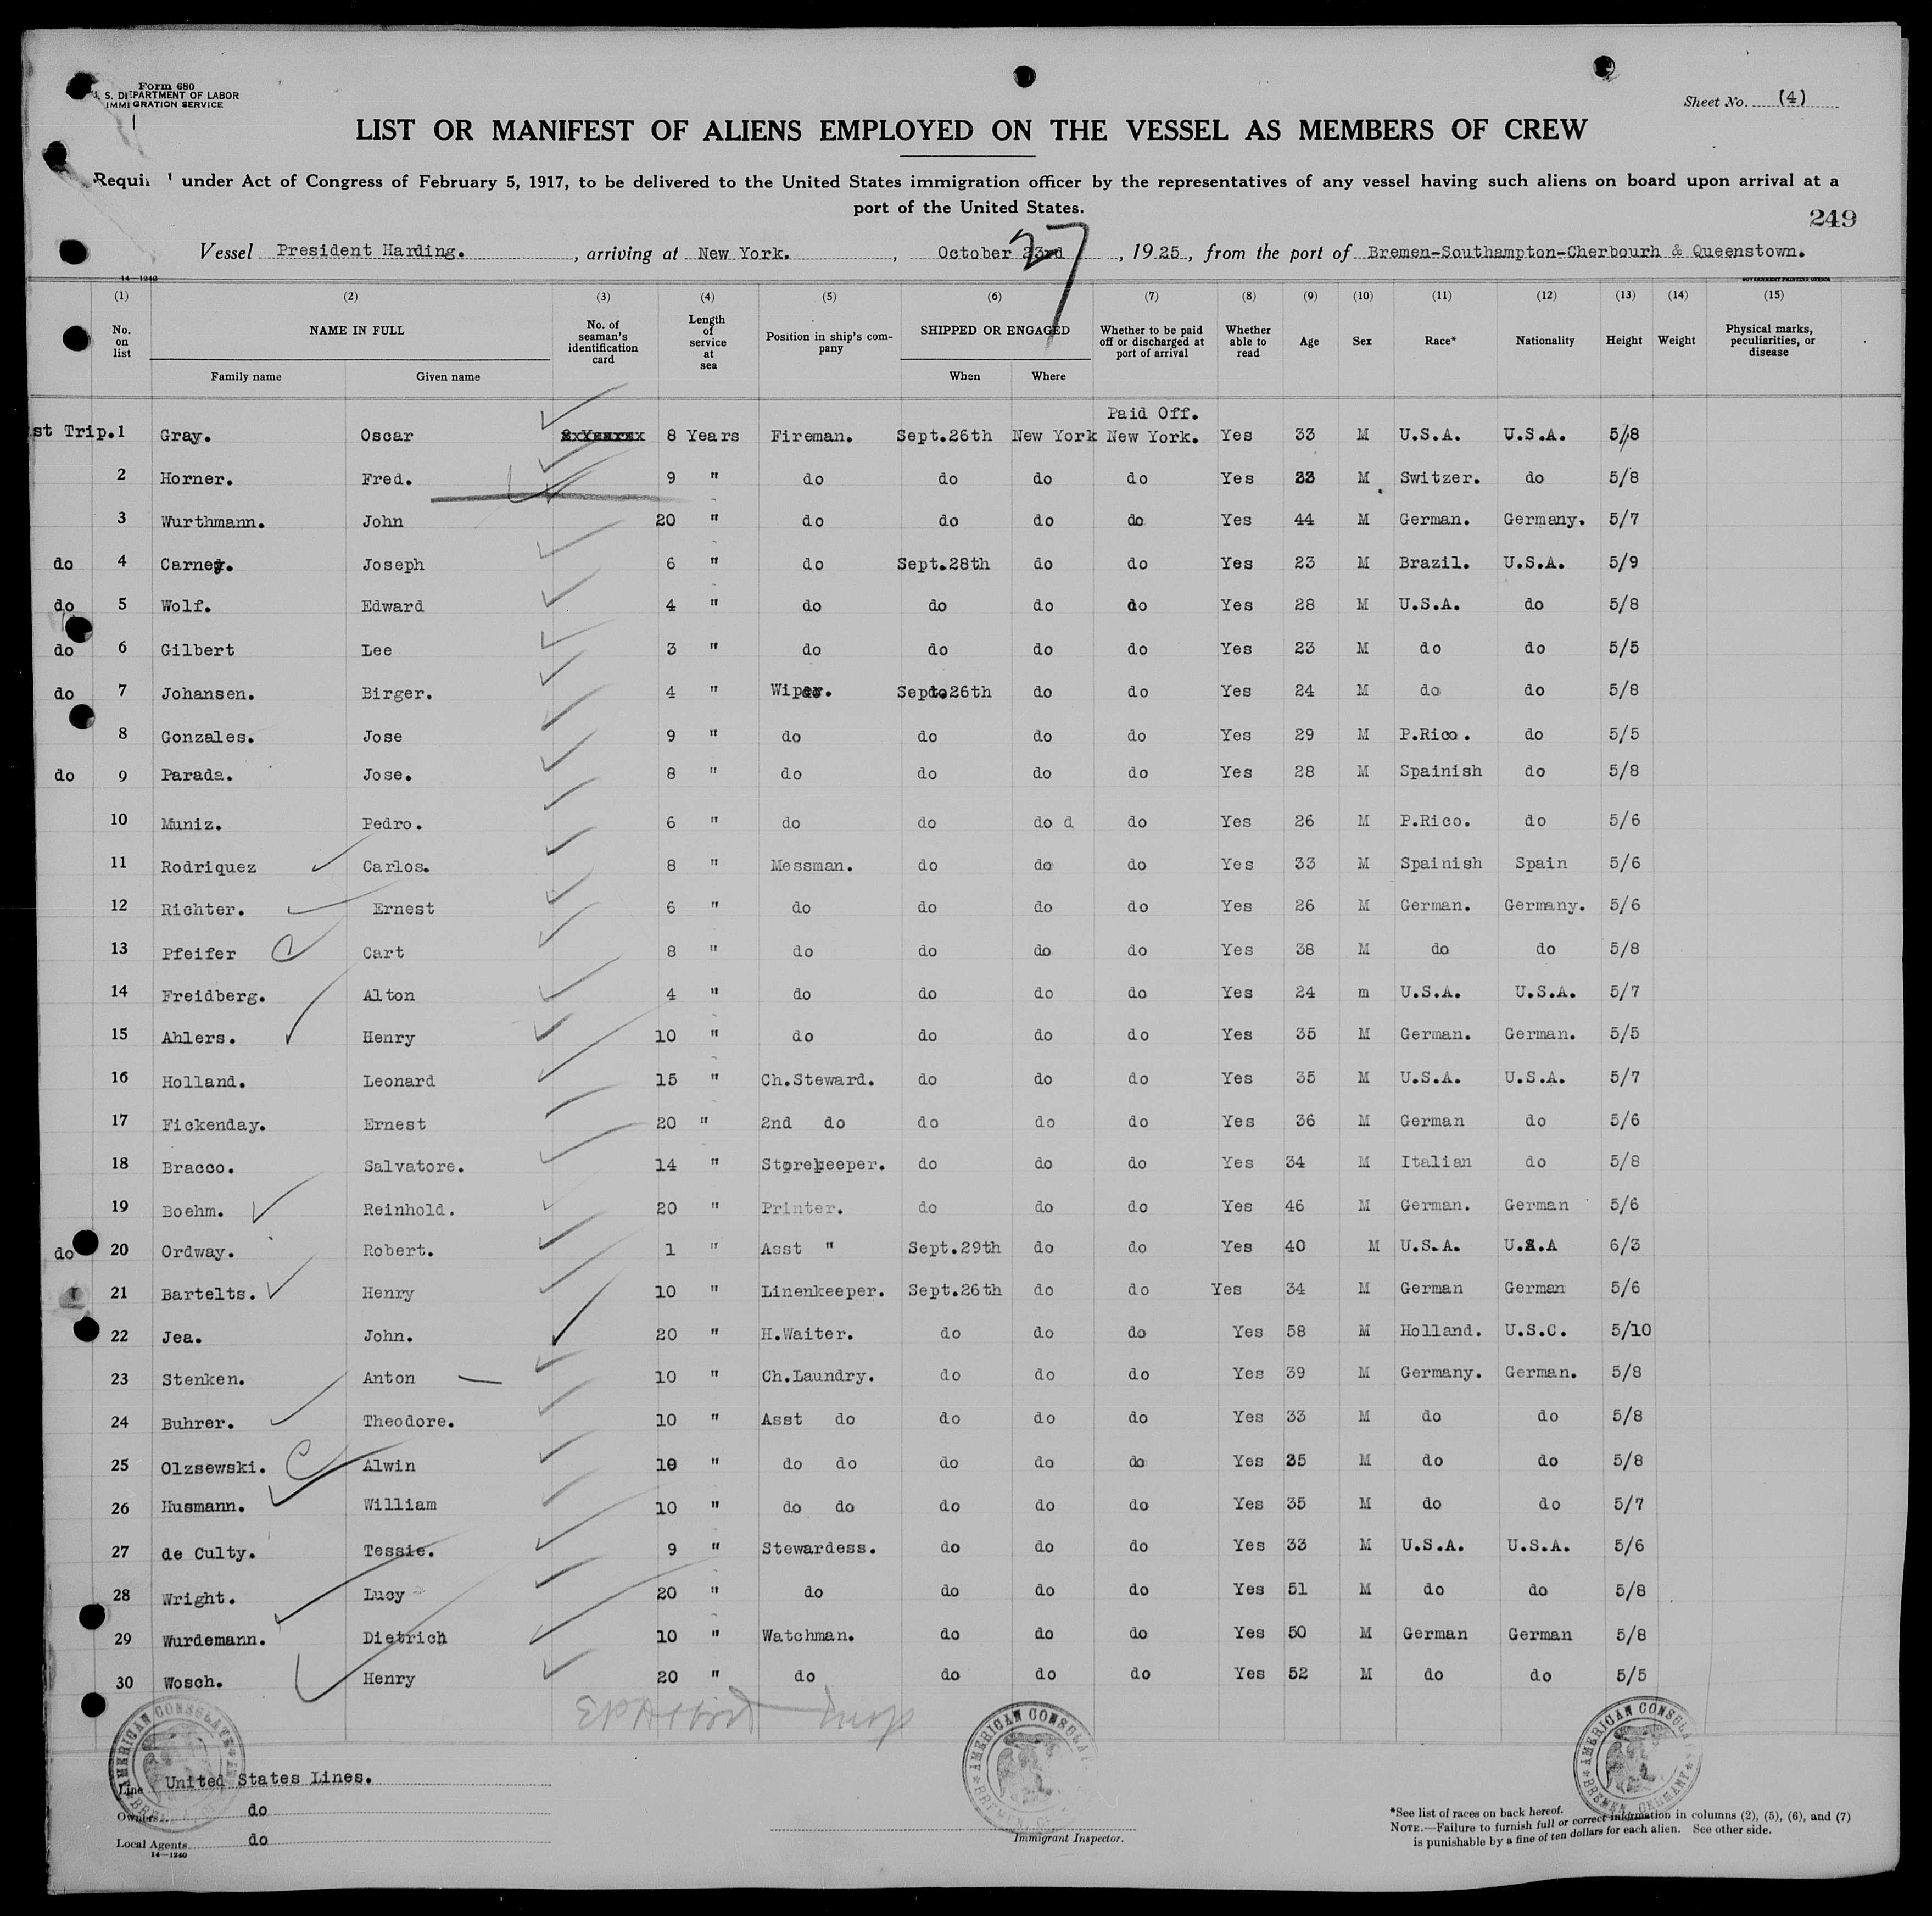 Form 680
U. S. DEPARTMENT OF LABOR
IMMIGRATION SERVICE
Sheet No. (4)
LIST OR MANIFEST OF ALIENS EMPLOYED ON THE VESSEL AS MEMBERS OF CREW
under Act of Congress of February 5, 1917, to be delivered to the United States immigration officer by the representatives of any vessel having such aliens on board upon arrival at a
port of the United States.
249
Vessel President Harding. , arriving at New York. , October 23rd 27 , 1925, from the port of Bremen-Southampton-Cherbourh & Queenstown.
14-1240 GOVERNMENT PRINTING OFFICE
(1) (2) (3) (4) (5) (6) (7) (8) (9) (10) (11) (12) (13) (14) (15)
No. on list NAME IN FULL No. of seaman's identification card Length of service at sea Position in ship's company SHIPPED OR ENGAGED Whether to be paid off or discharged at port of arrival Whether able to read Age Sex Race* Nationality Height Weight Physical marks, peculiarities, or disease
Family name Given name When Where
Paid Off.
st Trip. 1 Gray. Oscar 8 Years Fireman. Sept.26th New York New York. Yes 33 M U.S.A. U.S.A. 5/8
2 Horner. Fred. 9 " do do do do Yes 33 M Switzer. do 5/8
3 Wurthmann. John 20 " do do do do Yes 44 M German. Germany. 5/7
do 4 Carney. Joseph 6 " do Sept.28th do do Yes 23 M Brazil. U.S.A. 5/9
do 5 Wolf. Edward 4 " do do do do Yes 28 M U.S.A. do 5/8
do 6 Gilbert Lee 3 " do do do do Yes 23 M do do 5/5
do 7 Johansen. Birger. 4 " Wiper. Sept.26th do do Yes 24 M do do 5/8
8 Gonzales. Jose 9 " do do do do Yes 29 M P.Rico. do 5/5
do 9 Parada. Jose. 8 " do do do do Yes 28 M Spainish do 5/8
10 Muniz. Pedro. 6 " do do do d do Yes 26 M P.Rico. do 5/6
11 Rodriquez Carlos. 8 " Messman. do do do Yes 33 M Spainish Spain 5/6
12 Richter. Ernest 6 " do do do do Yes 26 M German. Germany. 5/6
13 Pfeifer Cart 8 " do do do do Yes 38 M do do 5/8
14 Freidberg. Alton 4 " do do do do Yes 24 m U.S.A. U.S.A. 5/7
15 Ahlers. Henry 10 " do do do do Yes 35 M German. German. 5/5
16 Holland. Leonard 15 " Ch.Steward. do do do Yes 35 M U.S.A. U.S.A. 5/7
17 Fickenday. Ernest 20 " 2nd do do do do Yes 36 M German do 5/6
18 Bracco. Salvatore. 14 " Storekeeper. do do do Yes 34 M Italian do 5/8
19 Boehm. Reinhold. 20 " Printer. do do do Yes 46 M German. German 5/6
do 20 Ordway. Robert. 1 " Asst " Sept.29th do do Yes 40 M U.S.A. U.S.A 6/3
21 Bartelts. Henry 10 " Linenkeeper. Sept.26th do do Yes 34 M German German 5/6
22 Jea. John. 20 " H.Waiter. do do do Yes 58 M Holland. U.S.C. 5/10
23 Stenken. Anton 10 " Ch.Laundry. do do do Yes 39 M Germany. German. 5/8
24 Buhrer. Theodore. 10 " Asst do do do do Yes 33 M do do 5/8
25 Olzsewski. Alwin 10 " do do do do do Yes 35 M do do 5/8
26 Husmann. William 10 " do do do do do Yes 35 M do do 5/7
27 de Culty. Tessie. 9 " Stewardess. do do do Yes 33 M U.S.A. U.S.A. 5/6
28 Wright. Lucy 20 " do do do do Yes 51 M do do 5/8
29 Wurdemann. Dietrich 10 " Watchman. do do do Yes 50 M German German 5/8
30 Wosch. Henry 20 " do do do do Yes 52 M do do 5/5
AMERICAN CONSULATE BREMEN
AMERICAN CONSULA BREMEN
AMERICAN CONSUL BREMEN, GERMANY
Line United States Lines.
Owners do
Local Agents do
14-1240
Immigrant Inspector.
*See list of races on back hereof.
NOTE.—Failure to furnish full or correct information in columns (2), (5), (6), and (7)
is punishable by a fine of ten dollars for each alien. See other side.